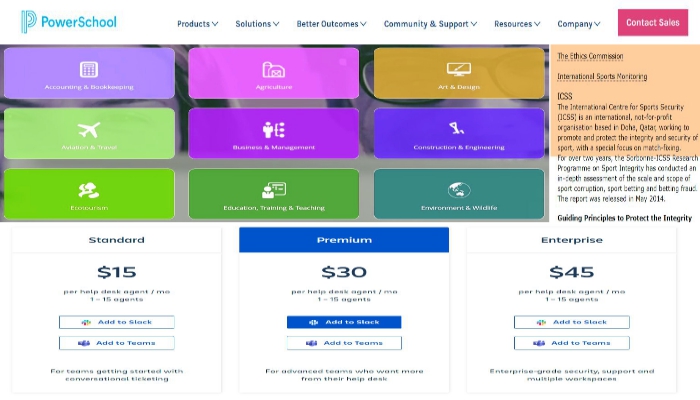 PowerSchool
Products Solutions Better Outcomes Community & Support Resources Company Contact Sales
Accounting & Bookkeeping
Agriculture
Art & Design
Aviation & Travel
Business & Management
Construction & Engineering
Ecotourism
Education, Training & Teaching
Environment & Wildlife
The Ethics Commission
International Sports Monitoring
ICSS
The International Centre for Sports Security
(ICSS) is an international, not-for-profit
organisation based in Doha, Qatar, working to
promote and protect the integrity and security of
sport, with a special focus on match-fixing.
For over two years, the Sorbonne-ICSS Research
Programme on Sport Integrity has conducted an
in-depth assessment of the scale and scope of
sport corruption, sport betting and betting fraud.
The report was released in May 2014.
Guiding Principles to Protect the Integrity
Standard
$15
per help desk agent / mo
1 – 15 agents
Add to Slack
Add to Teams
For teams getting started with
conversational ticketing
Premium
$30
per help desk agent / mo
1 – 15 agents
Add to Slack
Add to Teams
For advanced teams who want more
from their help desk
Enterprise
$45
per help desk agent / mo
1 – 15 agents
Add to Slack
Add to Teams
Enterprise-grade security, support and
multiple workspaces